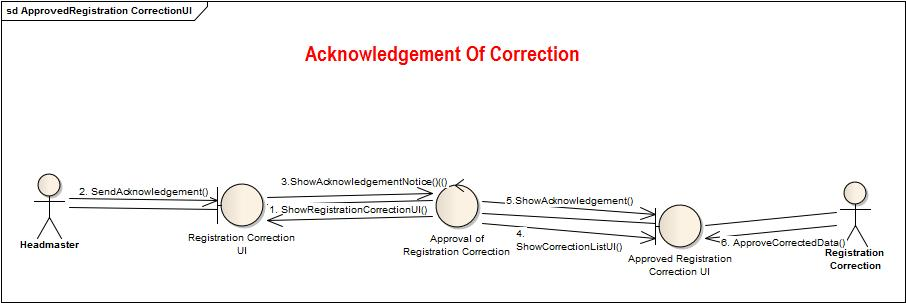 sd ApprovedRegistration CorrectionUI
Acknowledgement Of Correction
2. SendAcknowledgement()
3.ShowAcknowledgementNotice()(()
1. ShowRegistrationCorrectionUI()
5.ShowAcknowledgement()
4.
ShowCorrectionListUI()
6. ApproveCorrectedData()
Headmaster
Registration Correction
UI
Approval of
Registration Correction
Approved Registration
Correction UI
Registration
Correction